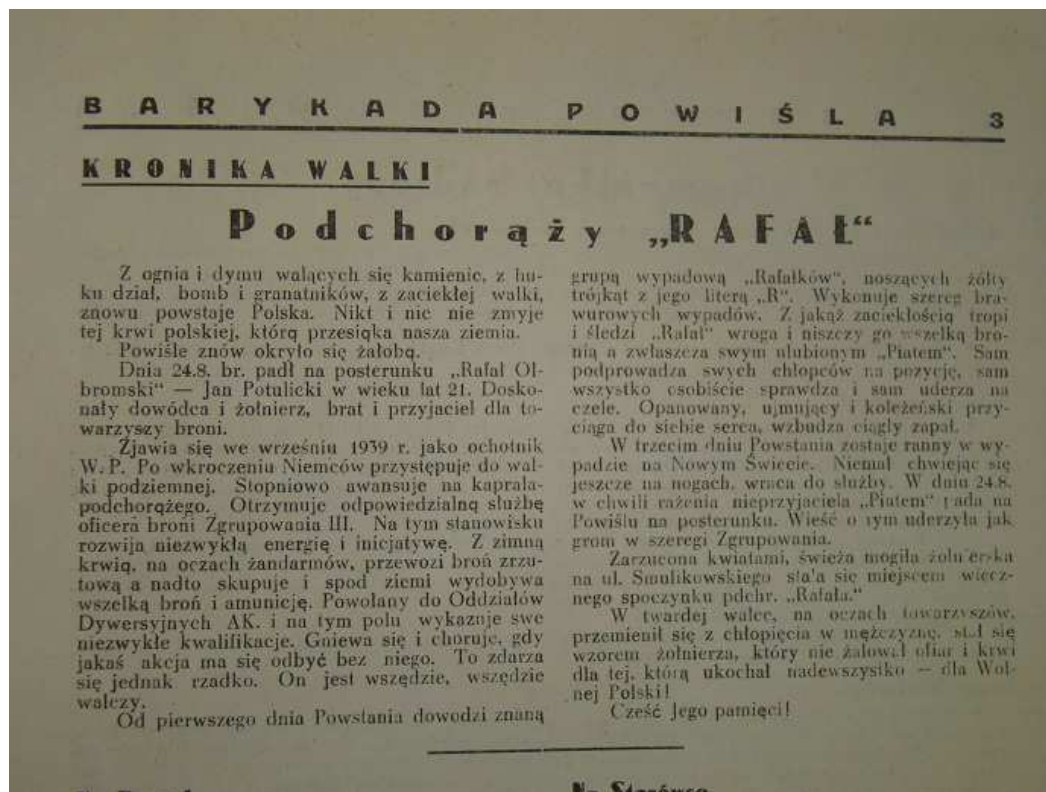 BARYKADA POWIŚLA 3
KRONIKA WALKI
Podchorąży „RAFAŁ“
Z ognia i dymu walących się kamienic, z hu-
ku dział, bomb i granatników, z zaciekłej walki,
znowu powstaje Polska. Nikt i nic nie zmyje
tej krwi polskiej, którą przesiąka nasza ziemia.
Powiśle znów okryło się żałobą.
Dnia 24.8. br. padł na posterunku „Rafał Ol-
bromski“ — Jan Potulicki w wieku lat 21. Dosko-
nały dowódca i żołnierz, brat i przyjaciel dla to-
warzyszy broni.
Zjawia się we wrześniu 1939 r. jako ochotnik
W. P. Po wkroczeniu Niemców przystępuje do wal-
ki podziemnej. Stopniowo awansuje na kaprala-
podchorążego. Otrzymuje odpowiedzialną służbę
oficera broni Zgrupowania III. Na tym stanowisku
rozwija niezwykłą energię i inicjatywę. Z zimną
krwią, na oczach żandarmów, przewozi broń zrzu-
tową a nadto skupuje i spod ziemi wydobywa
wszelką broń i amunicję. Powołany do Oddziałów
Dywersyjnych AK. i na tym polu wykazuje swe
niezwykłe kwalifikacje. Gniewa się i choruje, gdy
jakaś akcja ma się odbyć bez niego. To zdarza
się jednak rzadko. On jest wszędzie, wszędzie
walczy.
Od pierwszego dnia Powstania dowodzi znaną
grupą wypadową „Rafałków“, noszących żółty
trójkąt z jego literą „R“. Wykonuje szereg bra-
wurowych wypadów. Z jakąż zaciekłością tropi
i śledzi „Rafał“ wroga i niszczy go wszelką bro-
nią a zwłaszcza swym ulubionym „Piatem“. Sam
podprowadza swych chłopców na pozycję, sam
wszystko osobiście sprawdza i sam uderza na
czele. Opanowany, ujmujący i koleżeński przy-
ciąga do siebie serca, wzbudza ciągły zapał.
W trzecim dniu Powstania zostaje ranny w wy-
padzie na Nowym Świecie. Niemal chwiejąc się
jeszcze na nogach, wraca do służby. W dniu 24.8.
w chwili rażenia nieprzyjaciela „Piatem“ pada na
Powiślu na posterunku. Wieść o tym uderzyła jak
grom w szeregi Zgrupowania.
Zarzucona kwiatami, świeża mogiła żołnierska
na ul. Smulikowskiego stała się miejscem wiecz-
nego spoczynku pdchr. „Rafała.“
W twardej walce, na oczach towarzyszów,
przemienił się z chłopięcia w mężczyznę, stał się
wzorem żołnierza, który nie żałował ofiar i krwi
dla tej, którą ukochał nadewszystko — dla Wol-
nej Polski!
Cześć Jego pamięci!
Na Starówce